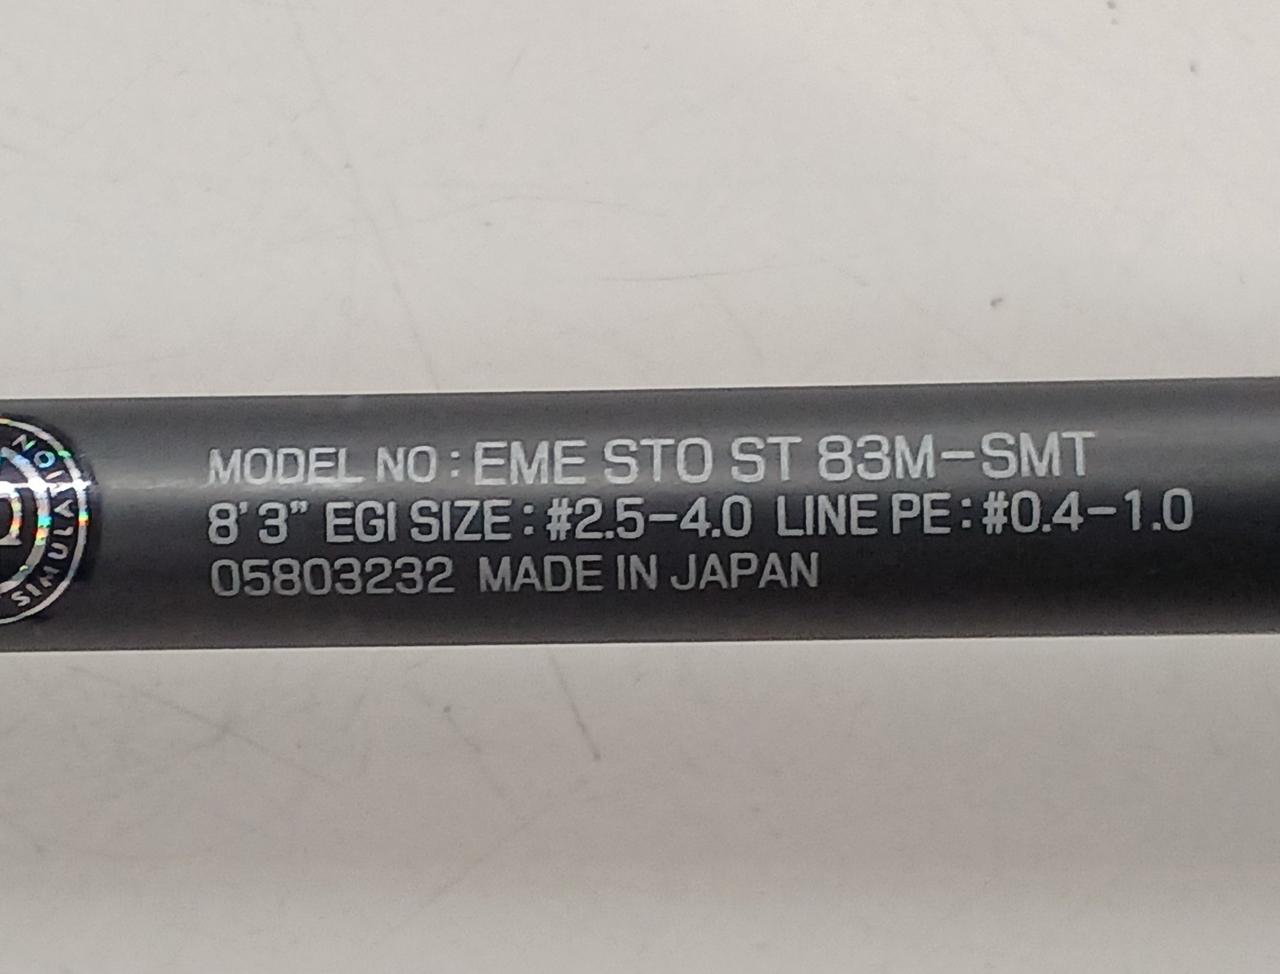 MODEL NO : EME STO ST 83M-SMT
8'3" EGI SIZE : #2.5-4.0 LINE PE : #0.4-1.0
05803232 MADE IN JAPAN